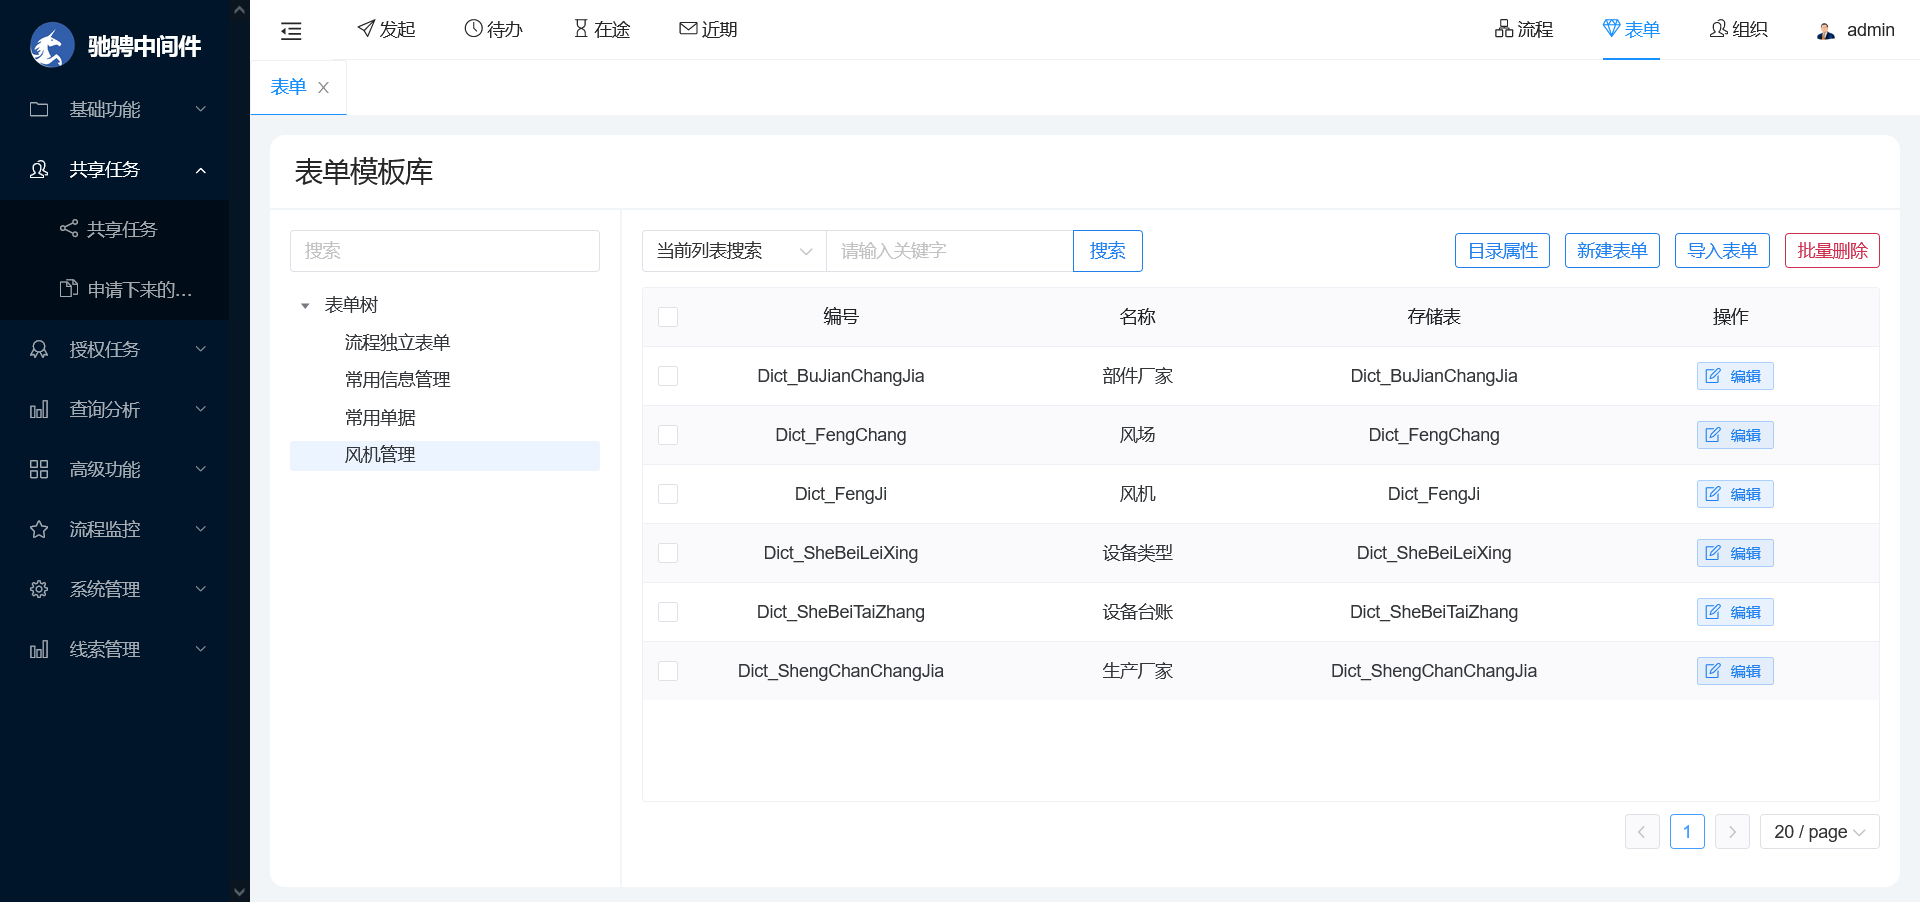 驰骋中间件
基础功能
共享任务
共享任务
申请下来的...
授权任务
查询分析
高级功能
流程监控
系统管理
线索管理
发起 待办 在途 近期 流程 表单 组织 admin
表单
表单模板库
搜索
表单树
流程独立表单
常用信息管理
常用单据
风机管理
当前列表搜索 请输入关键字 搜索 目录属性 新建表单 导入表单 批量删除
编号 名称 存储表 操作
Dict_BuJianChangJia 部件厂家 Dict_BuJianChangJia 编辑
Dict_FengChang 风场 Dict_FengChang 编辑
Dict_FengJi 风机 Dict_FengJi 编辑
Dict_SheBeiLeiXing 设备类型 Dict_SheBeiLeiXing 编辑
Dict_SheBeiTaiZhang 设备台账 Dict_SheBeiTaiZhang 编辑
Dict_ShengChanChangJia 生产厂家 Dict_ShengChanChangJia 编辑
1 20 / page